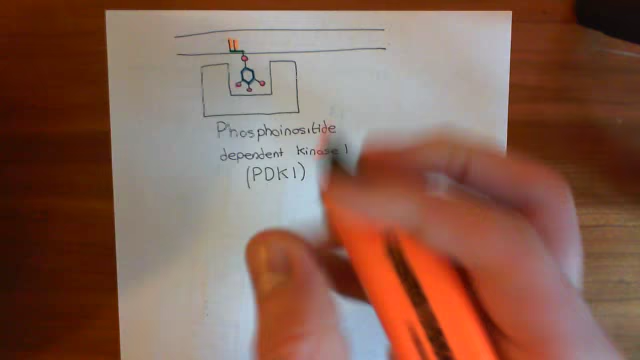 Phosphoinositide
dependent kinase 1
(PDK1)